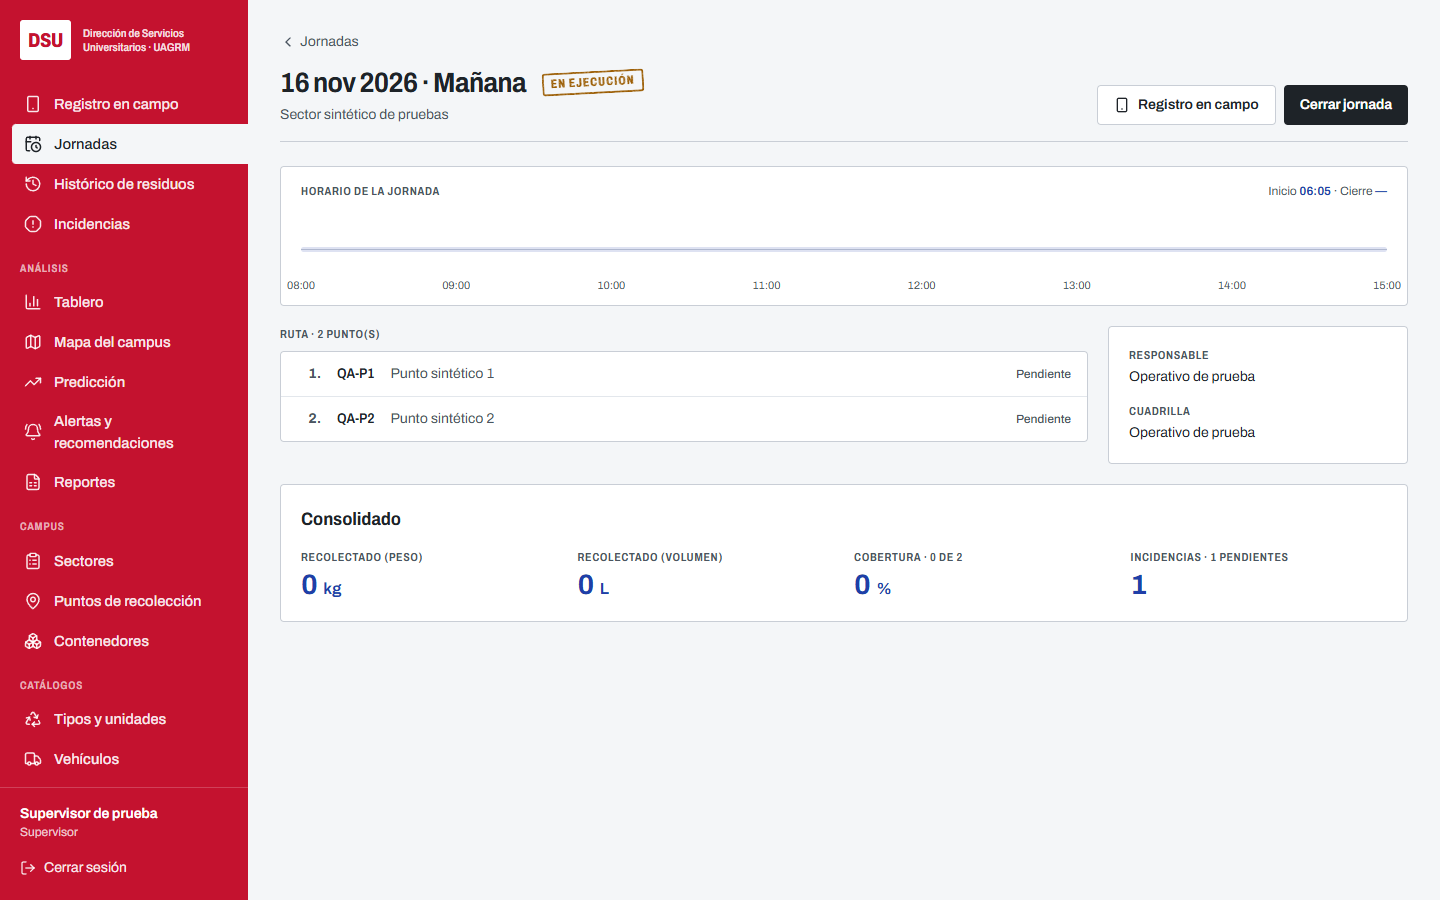 DSU
Dirección de Servicios
Universitarios · UAGRM
Registro en campo
Jornadas
Histórico de residuos
Incidencias
ANÁLISIS
Tablero
Mapa del campus
Predicción
Alertas y
recomendaciones
Reportes
CAMPUS
Sectores
Puntos de recolección
Contenedores
CATÁLOGOS
Tipos y unidades
Vehículos
Supervisor de prueba
Supervisor
Cerrar sesión
Jornadas
16 nov 2026 · Mañana EN EJECUCIÓN
Sector sintético de pruebas
Registro en campo
Cerrar jornada
HORARIO DE LA JORNADA
Inicio 06:05 · Cierre —
08:00 09:00 10:00 11:00 12:00 13:00 14:00 15:00
RUTA · 2 PUNTO(S)
1. QA-P1 Punto sintético 1 Pendiente
2. QA-P2 Punto sintético 2 Pendiente
RESPONSABLE
Operativo de prueba
CUADRILLA
Operativo de prueba
Consolidado
RECOLECTADO (PESO)
0 kg
RECOLECTADO (VOLUMEN)
0 L
COBERTURA · 0 DE 2
0 %
INCIDENCIAS · 1 PENDIENTES
1